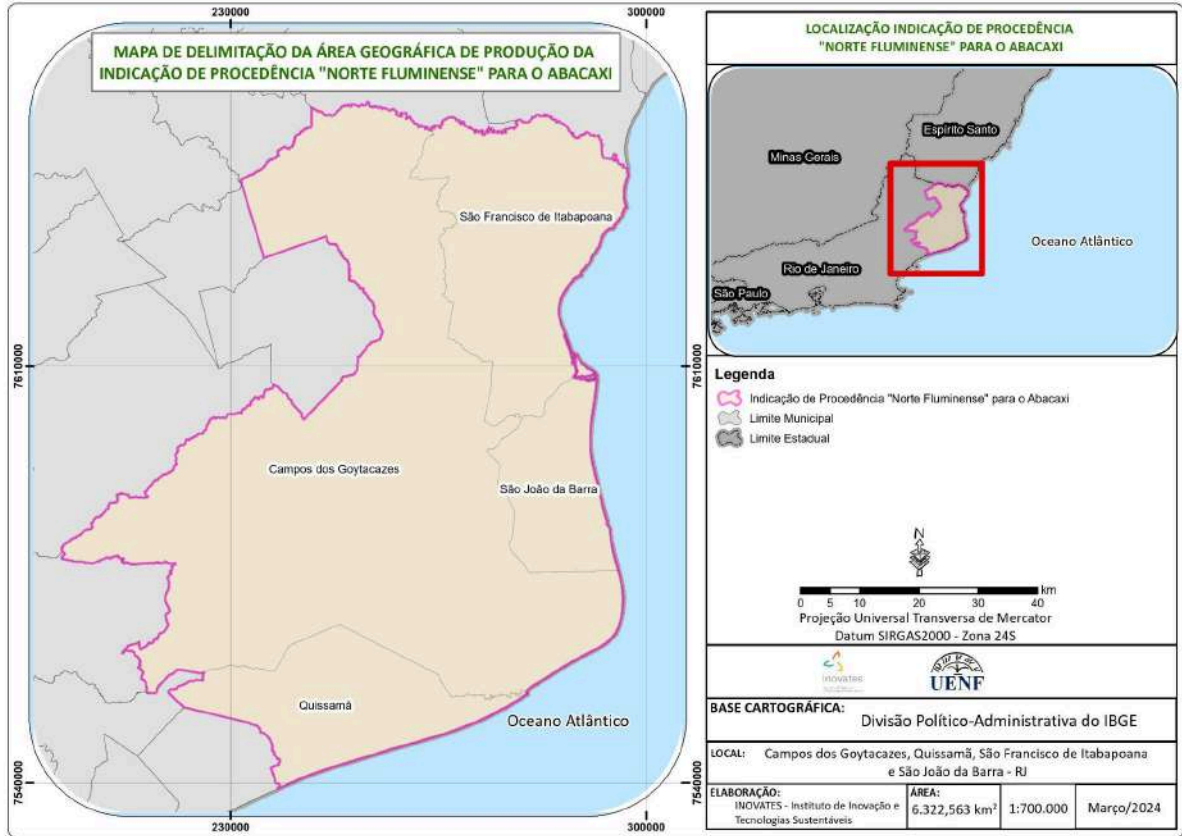 230000
300000
MAPA DE DELIMITAÇÃO DA ÁREA GEOGRÁFICA DE PRODUÇÃO DA
INDICAÇÃO DE PROCEDÊNCIA "NORTE FLUMINENSE" PARA O ABACAXI
São Francisco de Itabapoana
7610000
7610000
Campos dos Goytacazes
São João da Barra
Quissamã
Oceano Atlântico
7540000
7540000
230000
300000
LOCALIZAÇÃO INDICAÇÃO DE PROCEDÊNCIA
"NORTE FLUMINENSE" PARA O ABACAXI
Espírito Santo
Minas Gerais
Oceano Atlântico
Rio de Janeiro
São Paulo
Legenda
Indicação de Procedência "Norte Fluminense" para o Abacaxi
Limite Municipal
Limite Estadual
N
km
0 5 10 20 30 40
Projeção Universal Transversa de Mercator
Datum SIRGAS2000 - Zona 24S
inovates
UENF
BASE CARTOGRÁFICA:
Divisão Político-Administrativa do IBGE
LOCAL: Campos dos Goytacazes, Quissamã, São Francisco de Itabapoana
e São João da Barra - RJ
ELABORAÇÃO:
INOVATES - Instituto de Inovação e
Tecnologias Sustentáveis
ÁREA:
6.322,563 km²
1:700.000
Março/2024